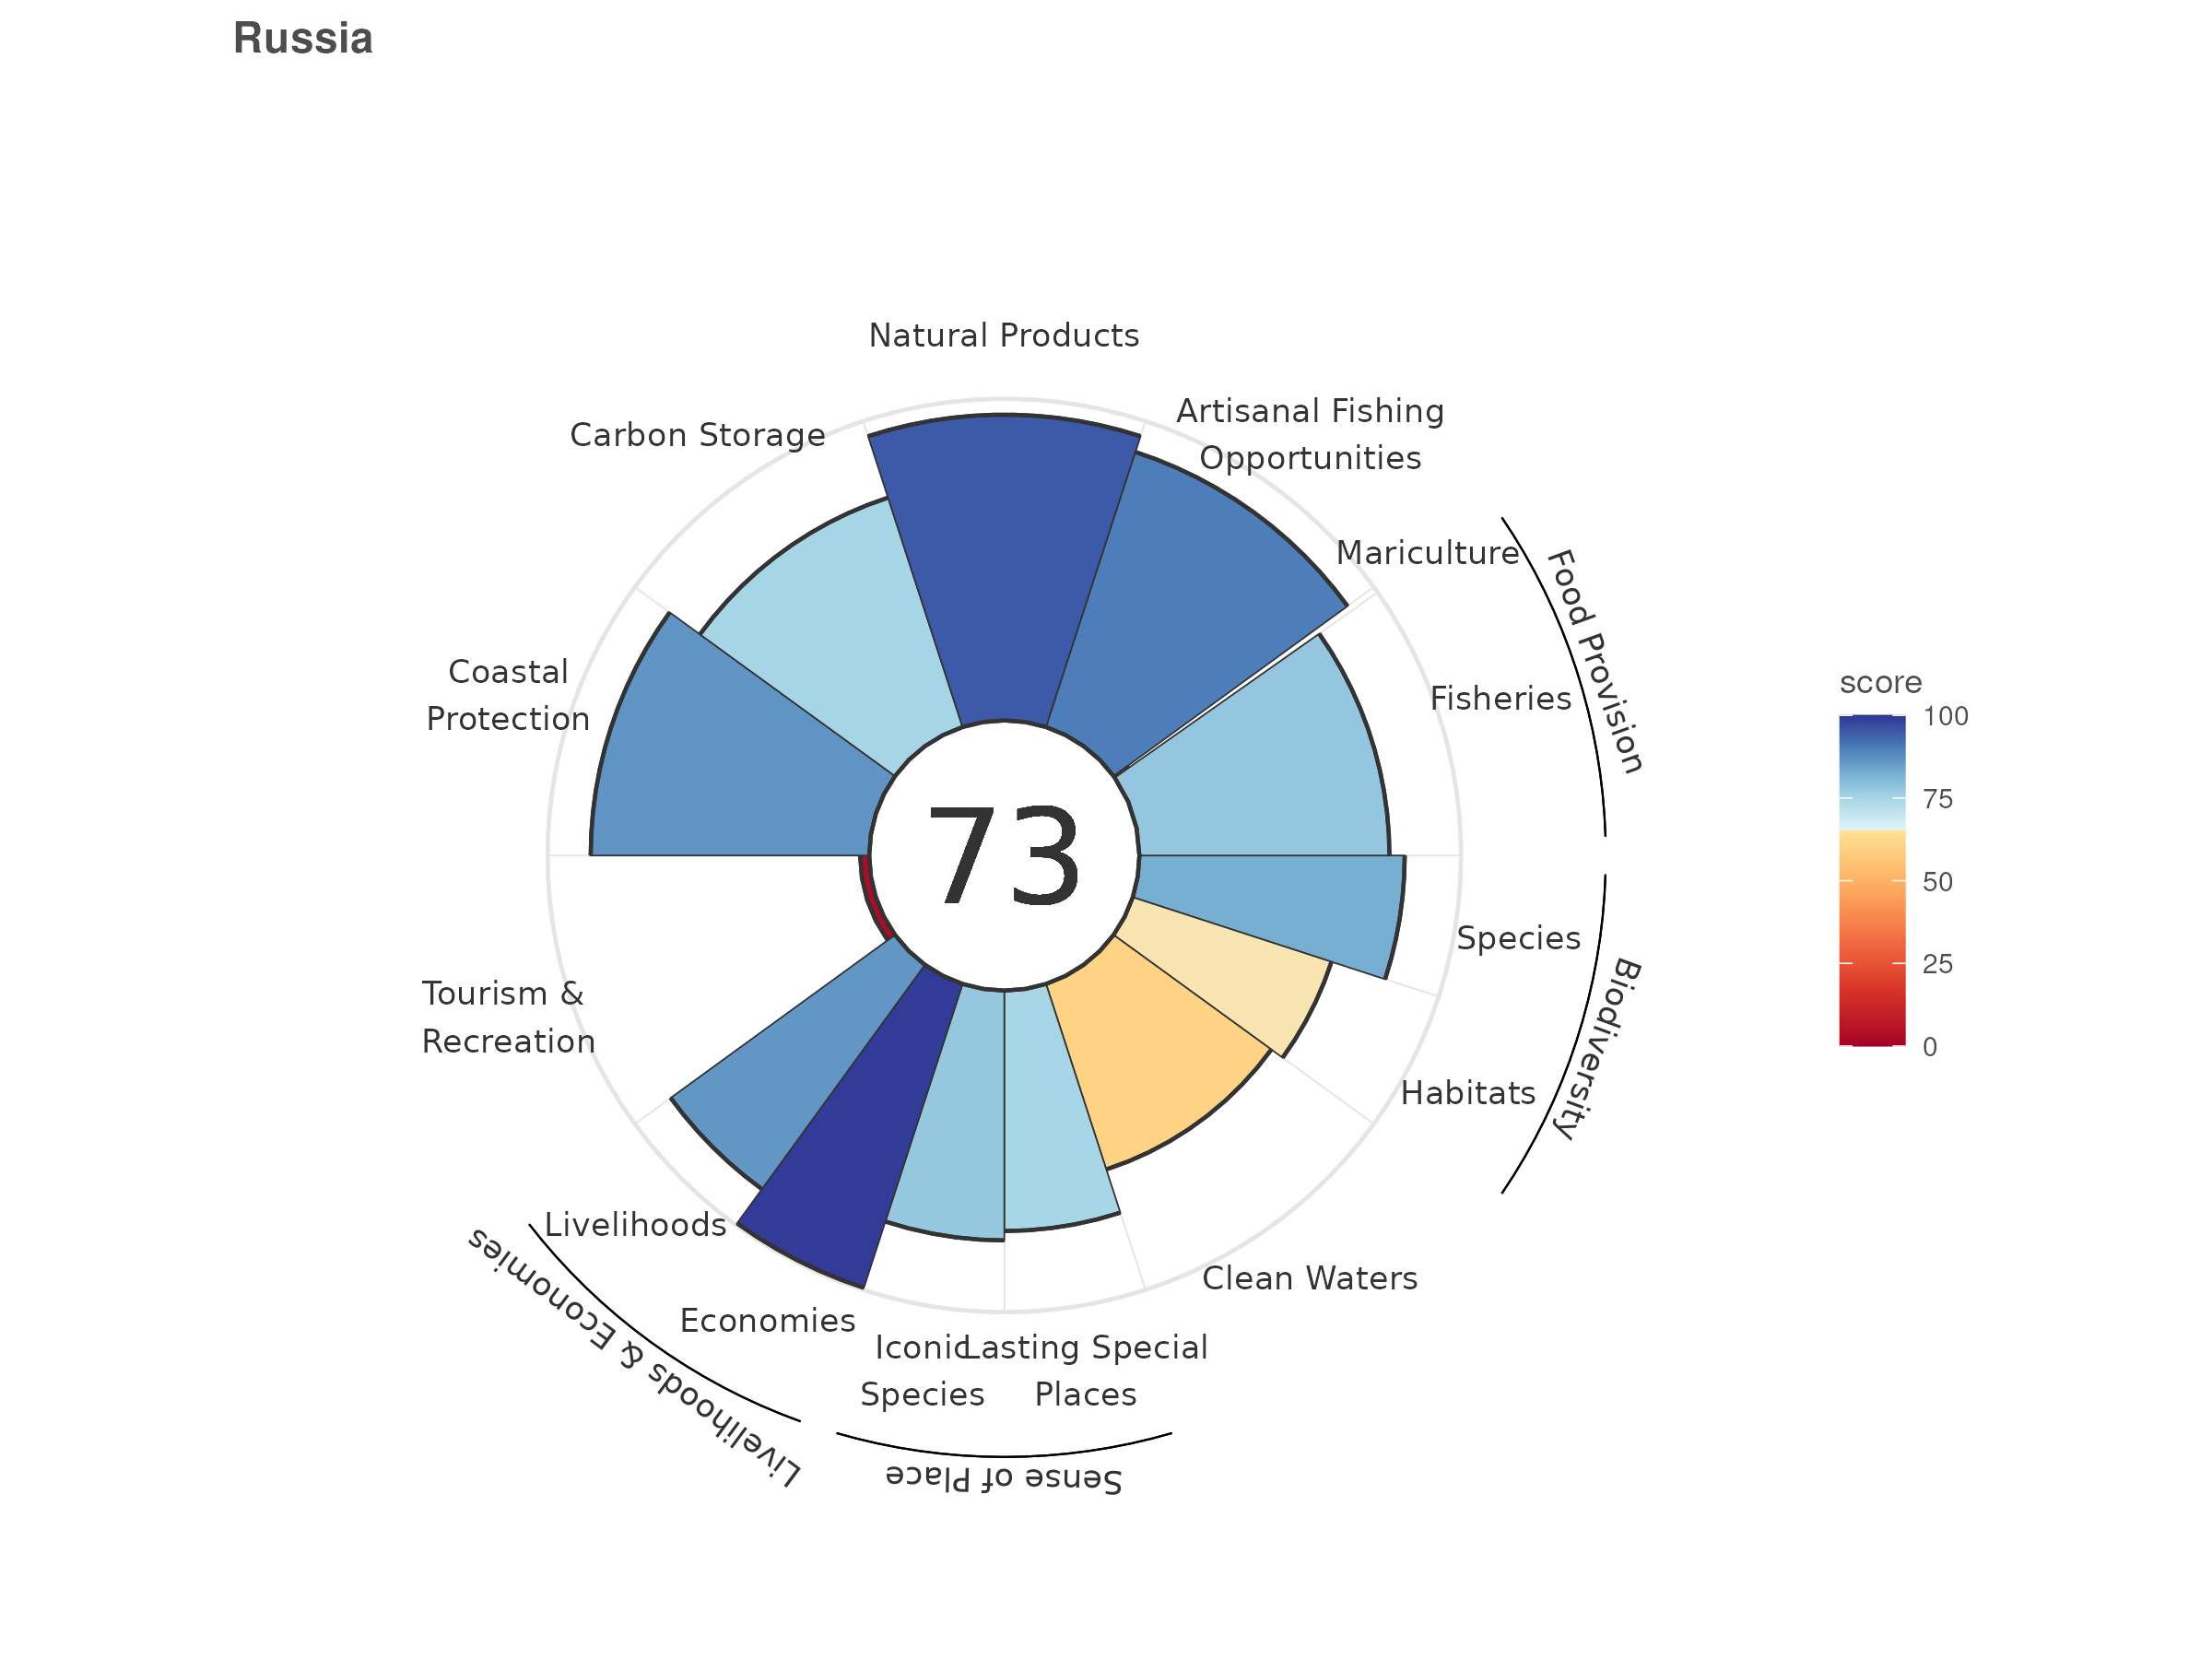 Russia
Natural Products
Artisanal Fishing
Opportunities
Carbon Storage
Mariculture
Food Provision
Coastal
Protection
Fisheries
score
100
75
50
25
0
73
Species
Biodiversity
Tourism &
Recreation
Habitats
Livelihoods
Livelihoods & Economies
Clean Waters
Economies
Iconic
Species
Lasting Special
Places
Sense of Place